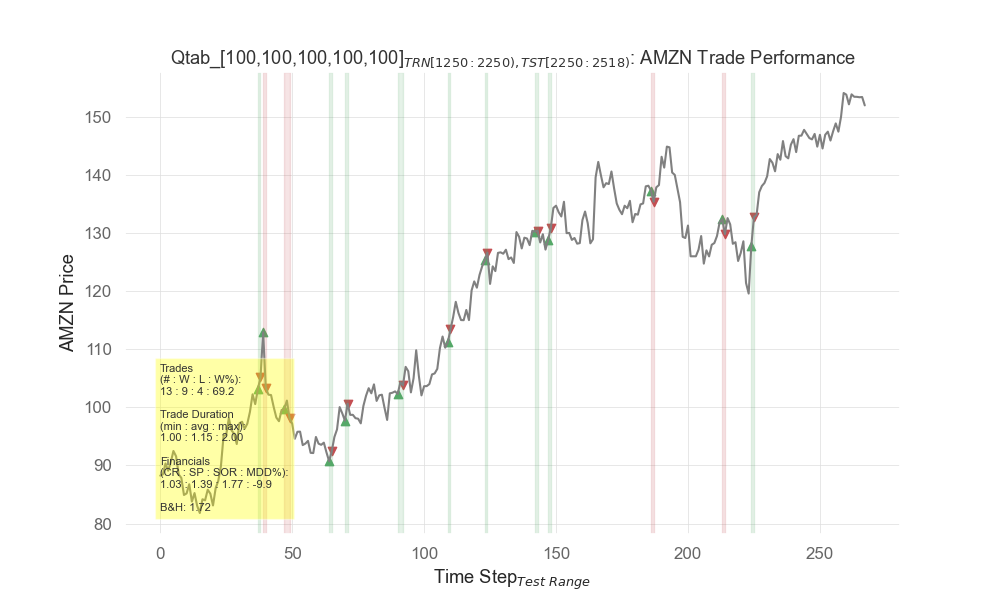 Qtab_[100,100,100,100,100]TRN[1250:2250),TST[2250:2518): AMZN Trade Performance
AMZN Price
150
140
130
120
110
100
90
80
Trades
(# : W : L : W%):
13 : 9 : 4 : 69.2
Trade Duration
(min : avg : max):
1.00 : 1.15 : 2.00
Financials
(CR : SP : SOR : MDD%):
1.03 : 1.39 : 1.77 : -9.9
B&H: 1.72
0 50 100 150 200 250
Time StepTest Range